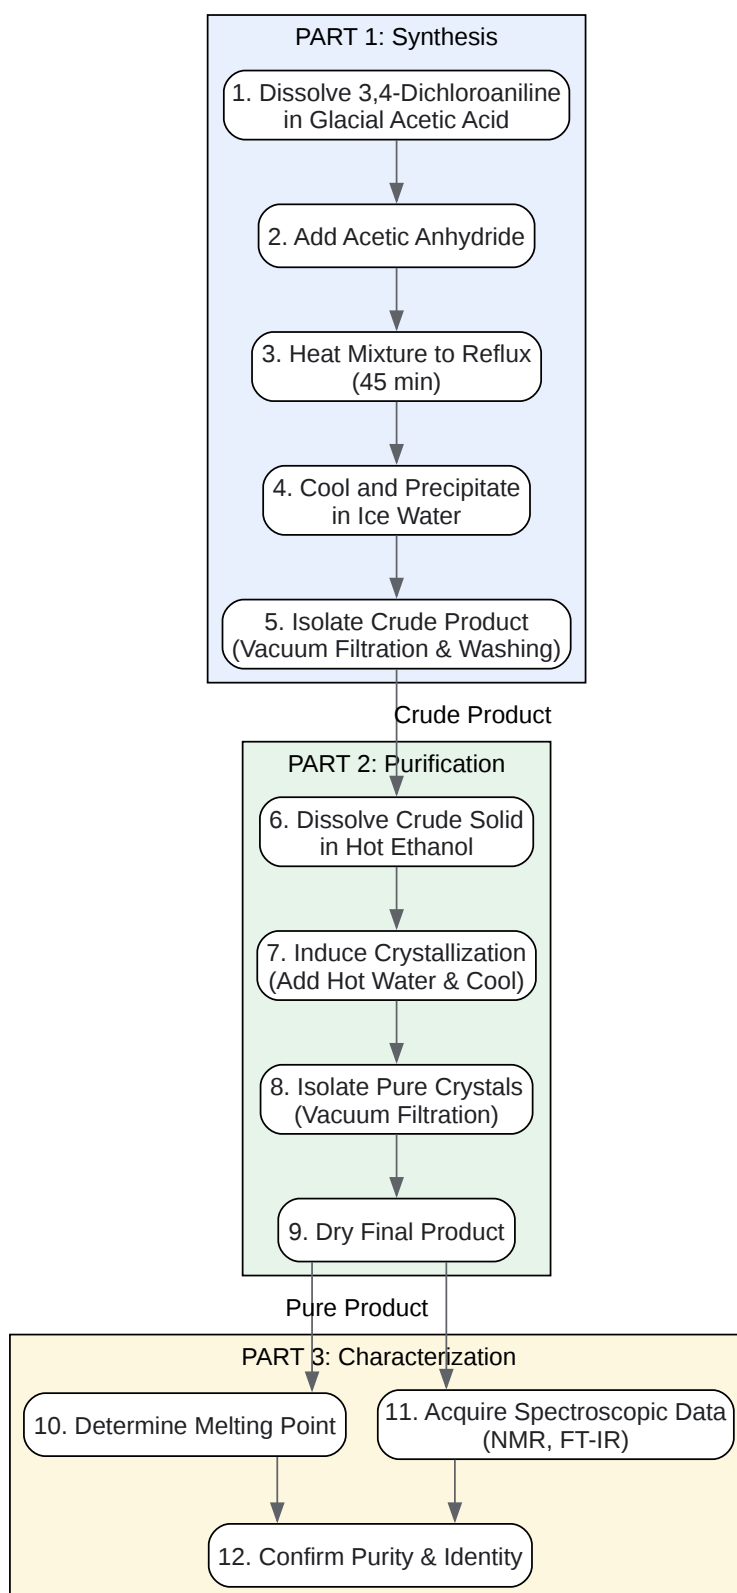 PART 1: Synthesis
1. Dissolve 3,4-Dichloroaniline
in Glacial Acetic Acid
2. Add Acetic Anhydride
3. Heat Mixture to Reflux
(45 min)
4. Cool and Precipitate
in Ice Water
5. Isolate Crude Product
(Vacuum Filtration & Washing)
Crude Product
PART 2: Purification
6. Dissolve Crude Solid
in Hot Ethanol
7. Induce Crystallization
(Add Hot Water & Cool)
8. Isolate Pure Crystals
(Vacuum Filtration)
9. Dry Final Product
Pure Product
PART 3: Characterization
10. Determine Melting Point
11. Acquire Spectroscopic Data
(NMR, FT-IR)
12. Confirm Purity & Identity